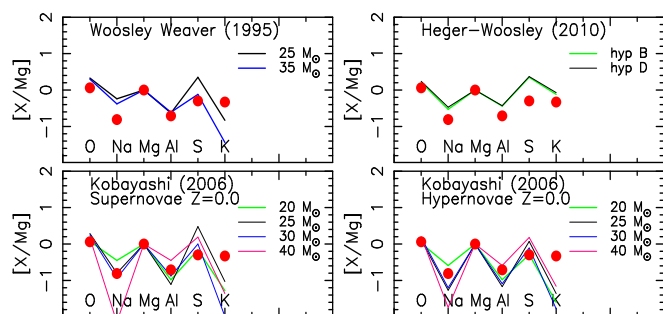 Woosley Weaver (1995)
25 M⊙
35 M⊙
[X/Mg]
2
1
0
−1
O Na Mg Al S K
Heger-Woosley (2010)
hyp B
hyp D
2
1
0
−1
O Na Mg Al S K
Kobayashi (2006)
Supernovae Z=0.0
20 M⊙
25 M⊙
30 M⊙
40 M⊙
[X/Mg]
2
1
0
−1
O Na Mg Al S K
Kobayashi (2006)
Hypernovae Z=0.0
20 M⊙
25 M⊙
30 M⊙
40 M⊙
[X/Mg]
2
1
0
−1
O Na Mg Al S K
[X/Mg]